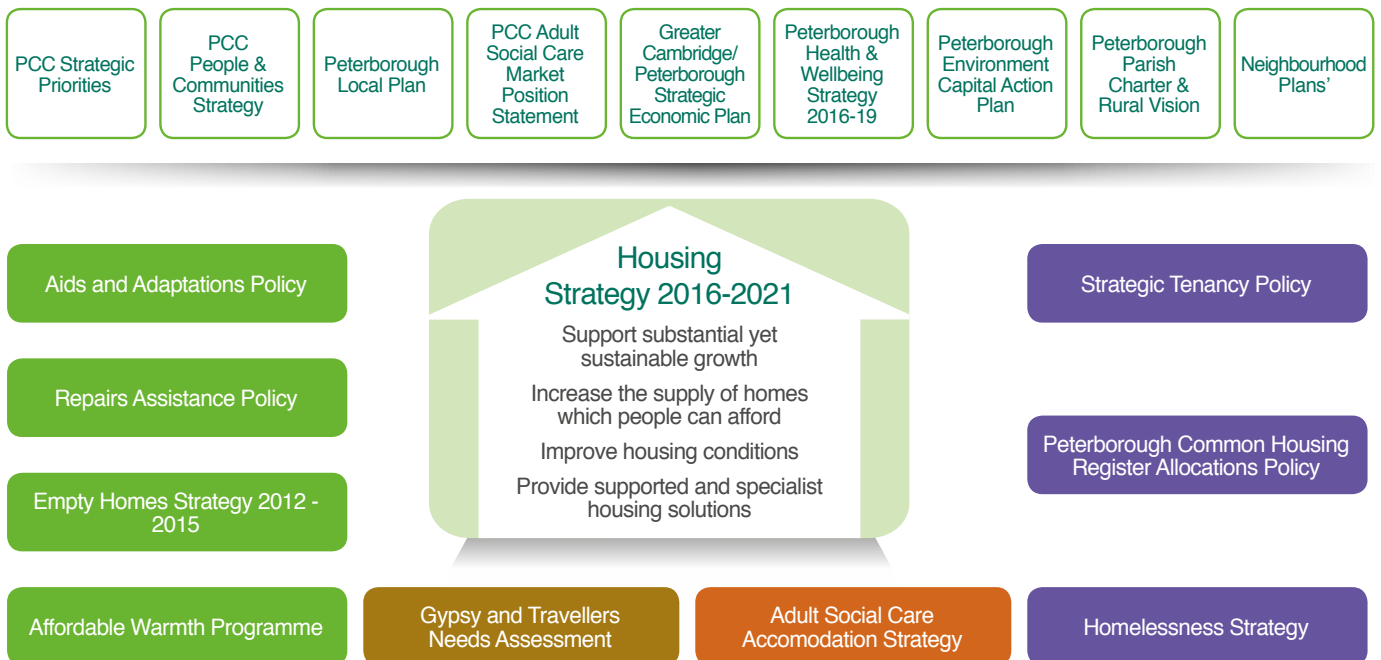 PCC Strategic
Priorities
PCC
People &
Communities
Strategy
Peterborough
Local Plan
PCC Adult
Social Care
Market
Position
Statement
Greater
Cambridge/
Peterborough
Strategic
Economic Plan
Peterborough
Health &
Wellbeing
Strategy
2016-19
Peterborough
Environment
Capital Action
Plan
Peterborough
Parish
Charter &
Rural Vision
Neighbourhood
Plans’
Housing
Strategy 2016-2021
Support substantial yet
sustainable growth
Increase the supply of homes
which people can afford
Improve housing conditions
Provide supported and specialist
housing solutions
Aids and Adaptations Policy
Repairs Assistance Policy
Empty Homes Strategy 2012 -
2015
Affordable Warmth Programme
Gypsy and Travellers
Needs Assessment
Adult Social Care
Accomodation Strategy
Strategic Tenancy Policy
Peterborough Common Housing
Register Allocations Policy
Homelessness Strategy